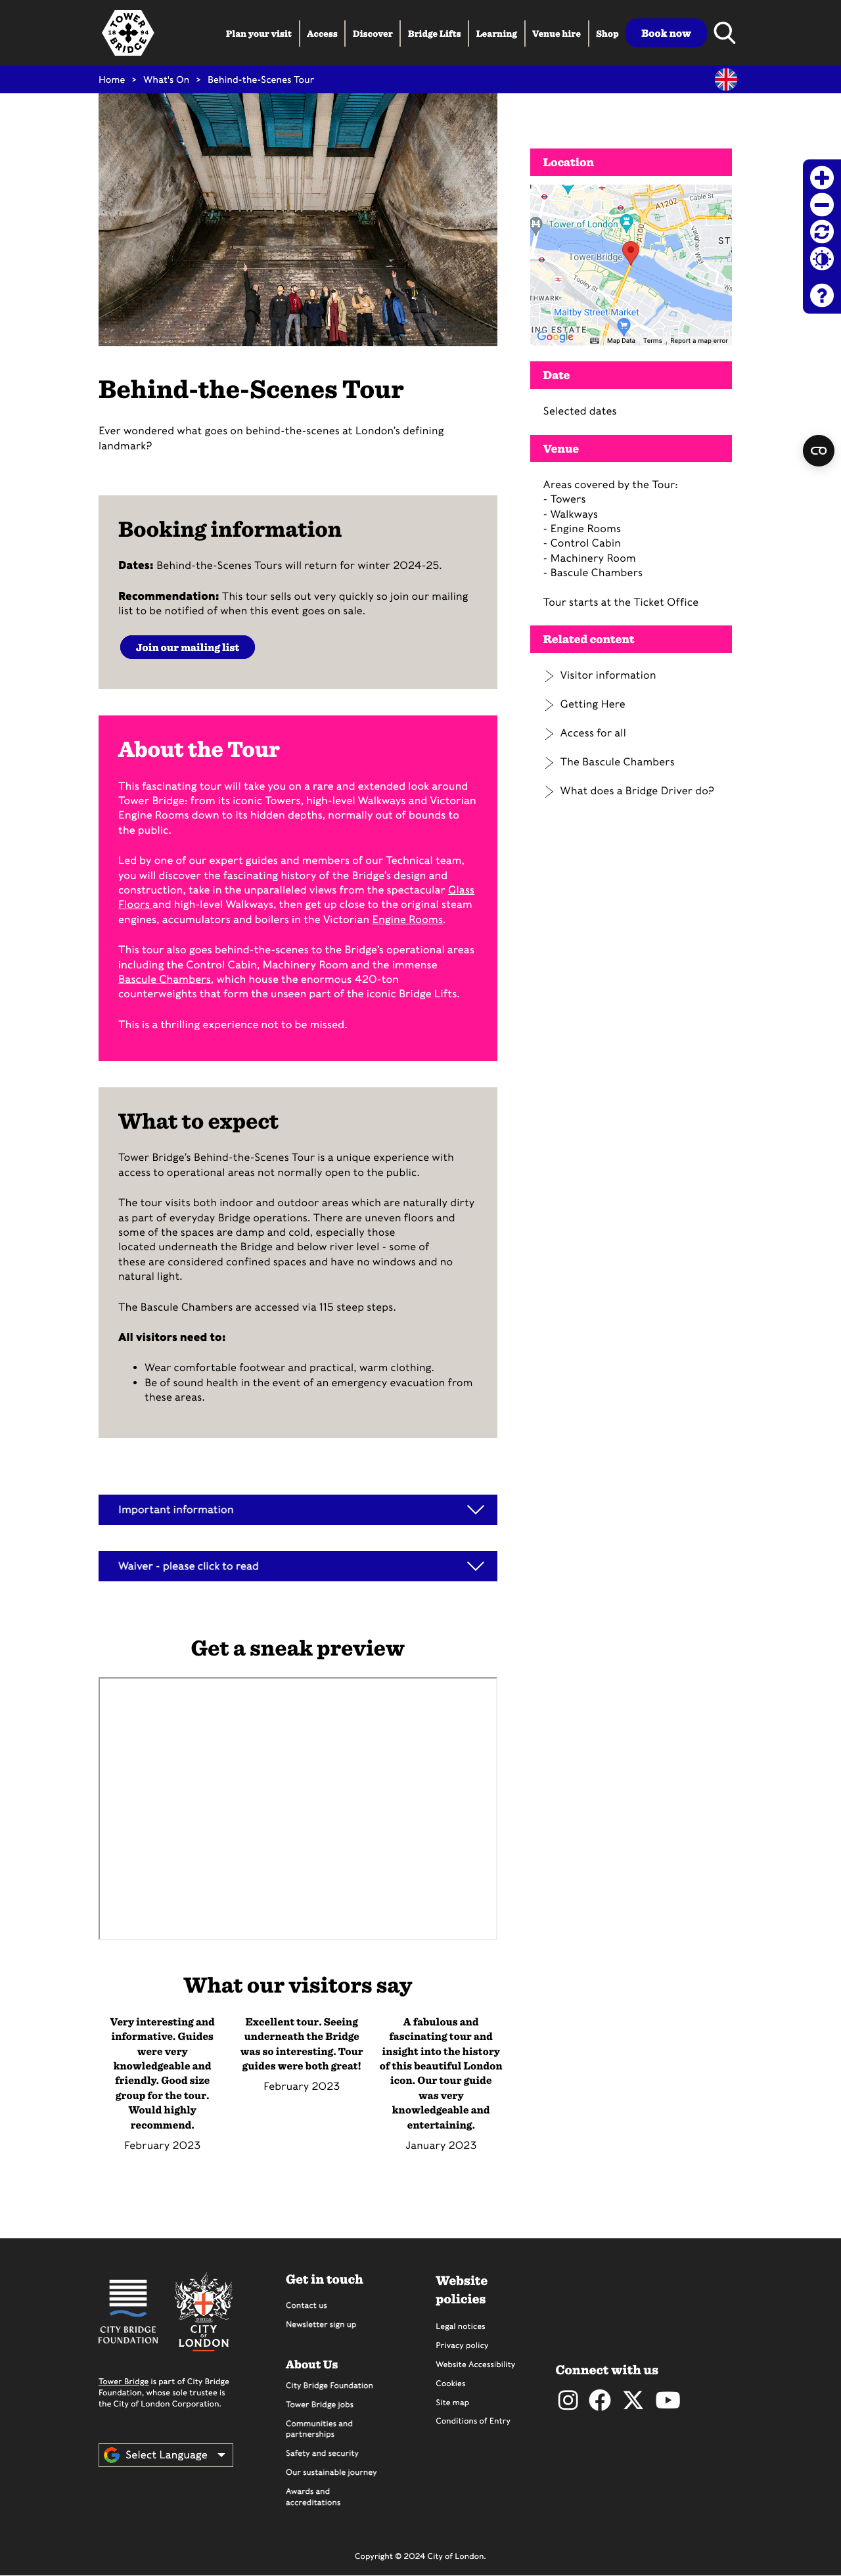 TOWER
18 94
BRIDGE
Plan your visit
Access
Discover
Bridge Lifts
Learning
Venue hire
Shop
Book now
Home > What's On > Behind-the-Scenes Tour
Behind-the-Scenes Tour
Ever wondered what goes on behind-the-scenes at London's defining
landmark?
Booking information
Dates: Behind-the-Scenes Tours will return for winter 2024-25.
Recommendation: This tour sells out very quickly so join our mailing
list to be notified of when this event goes on sale.
Join our mailing list
About the Tour
This fascinating tour will take you on a rare and extended look around
Tower Bridge: from its iconic Towers, high-level Walkways and Victorian
Engine Rooms down to its hidden depths, normally out of bounds to
the public.
Led by one of our expert guides and members of our Technical team,
you will discover the fascinating history of the Bridge's design and
construction, take in the unparalleled views from the spectacular Glass
Floors and high-level Walkways, then get up close to the original steam
engines, accumulators and boilers in the Victorian Engine Rooms.
This tour also goes behind-the-scenes to the Bridge's operational areas
including the Control Cabin, Machinery Room and the immense
Bascule Chambers, which house the enormous 420-ton
counterweights that form the unseen part of the iconic Bridge Lifts.
This is a thrilling experience not to be missed.
What to expect
Tower Bridge's Behind-the-Scenes Tour is a unique experience with
access to operational areas not normally open to the public.
The tour visits both indoor and outdoor areas which are naturally dirty
as part of everyday Bridge operations. There are uneven floors and
some of the spaces are damp and cold, especially those
located underneath the Bridge and below river level - some of
these are considered confined spaces and have no windows and no
natural light.
The Bascule Chambers are accessed via 115 steep steps.
All visitors need to:
• Wear comfortable footwear and practical, warm clothing.
• Be of sound health in the event of an emergency evacuation from
these areas.
Important information
Waiver - please click to read
Get a sneak preview
What our visitors say
Very interesting and
informative. Guides
were very
knowledgeable and
friendly. Good size
group for the tour.
Would highly
recommend.
February 2023
Excellent tour. Seeing
underneath the Bridge
was so interesting. Tour
guides were both great!
February 2023
A fabulous and
fascinating tour and
insight into the history
of this beautiful London
icon. Our tour guide
was very
knowledgeable and
entertaining.
January 2023
Location
A1202
Cable St
Vaughan Way
Tower of London
A100
ST
Tower Bridge
Tooley St
THWARK
Maltby Street Market
ING ESTATE
Google
Map Data
Terms
Report a map error
Date
Selected dates
Venue
Areas covered by the Tour:
- Towers
- Walkways
- Engine Rooms
- Control Cabin
- Machinery Room
- Bascule Chambers
Tour starts at the Ticket Office
Related content
Visitor information
Getting Here
Access for all
The Bascule Chambers
What does a Bridge Driver do?
CITY BRIDGE
FOUNDATION
CITY
OF
LONDON
Tower Bridge is part of City Bridge
Foundation, whose sole trustee is
the City of London Corporation.
Select Language
Get in touch
Contact us
Newsletter sign up
About Us
City Bridge Foundation
Tower Bridge jobs
Communities and
partnerships
Safety and security
Our sustainable journey
Awards and
accreditations
Website
policies
Legal notices
Privacy policy
Website Accessibility
Cookies
Site map
Conditions of Entry
Connect with us
Copyright © 2024 City of London.